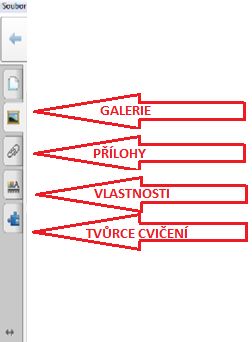 Soubor
GALERIE
PŘÍLOHY
VLASTNOSTI
TVŮRCE CVIČENÍ